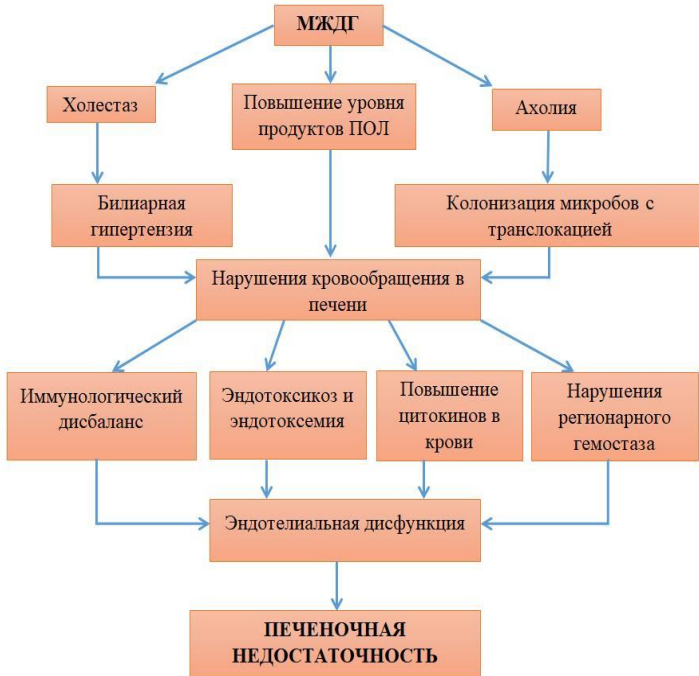 МЖДГ
Холестаз
Повышение уровня
продуктов ПОЛ
Ахолия
Билиарная
гипертензия
Колонизация микробов с
транслокацией
Нарушения кровообращения в
печени
Иммунологический
дисбаланс
Эндотоксикоз и
эндотоксемия
Повышение
цитокинов в
крови
Нарушения
регионарного
гемостаза
Эндотелиальная дисфункция
ПЕЧЕНОЧНАЯ
НЕДОСТАТОЧНОСТЬ